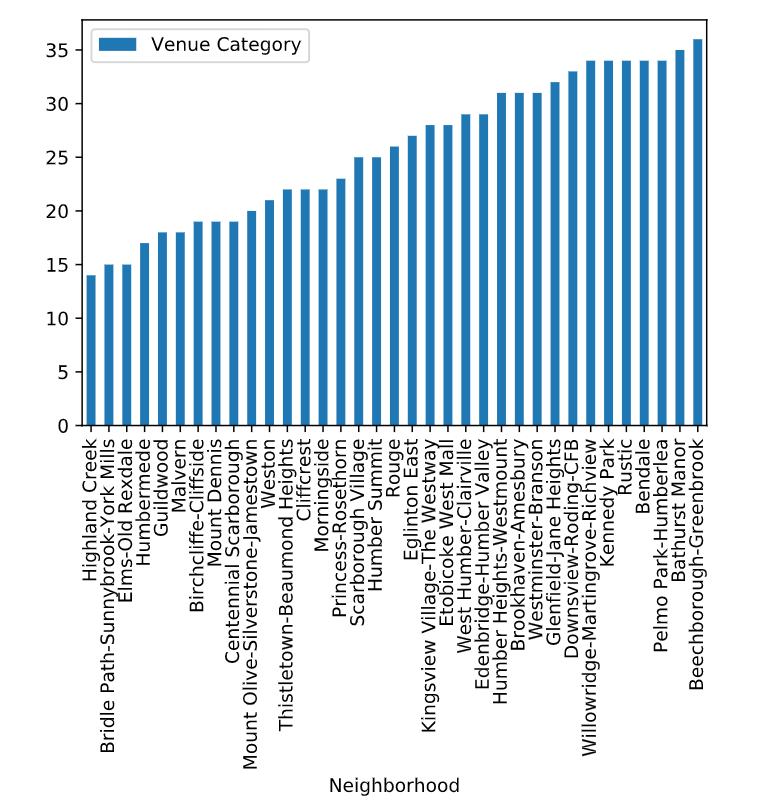 Venue Category
35
30
25
20
15
10
5
0
Highland Creek
Bridle Path-Sunnybrook-York Mills
Elms-Old Rexdale
Humbermede
Guildwood
Malvern
Birchcliffe-Cliffside
Mount Dennis
Centennial Scarborough
Mount Olive-Silverstone-Jamestown
Weston
Thistletown-Beaumond Heights
Cliffcrest
Morningside
Princess-Rosethorn
Scarborough Village
Humber Summit
Rouge
Eglinton East
Kingsview Village-The Westway
Etobicoke West Mall
West Humber-Clairville
Edenbridge-Humber Valley
Humber Heights-Westmount
Brookhaven-Amesbury
Westminster-Branson
Glenfield-Jane Heights
Downsview-Roding-CFB
Willowridge-Martingrove-Richview
Kennedy Park
Rustic
Bendale
Pelmo Park-Humberlea
Bathurst Manor
Beechborough-Greenbrook
Neighborhood